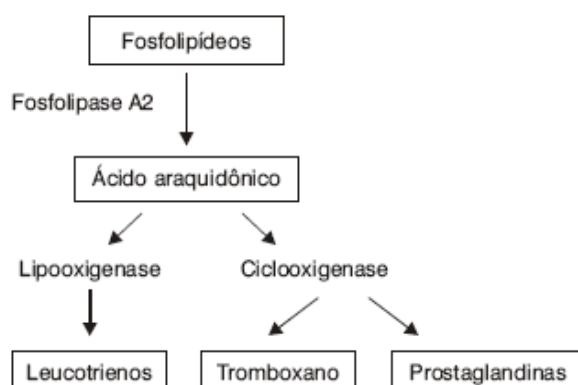 Fosfolipídeos
Fosfolipase A2
Ácido araquidônico
Lipooxigenase Ciclooxigenase
Leucotrienos Tromboxano Prostaglandinas